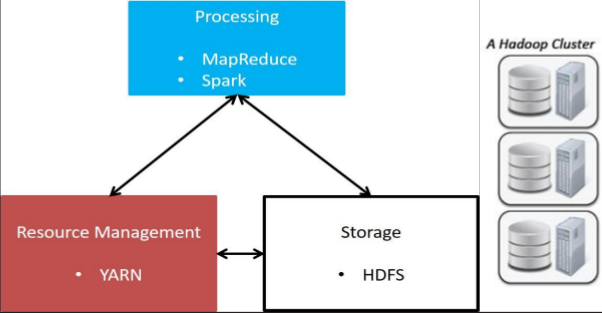 Processing
• MapReduce
• Spark
A Hadoop Cluster
Resource Management
• YARN
Storage
• HDFS